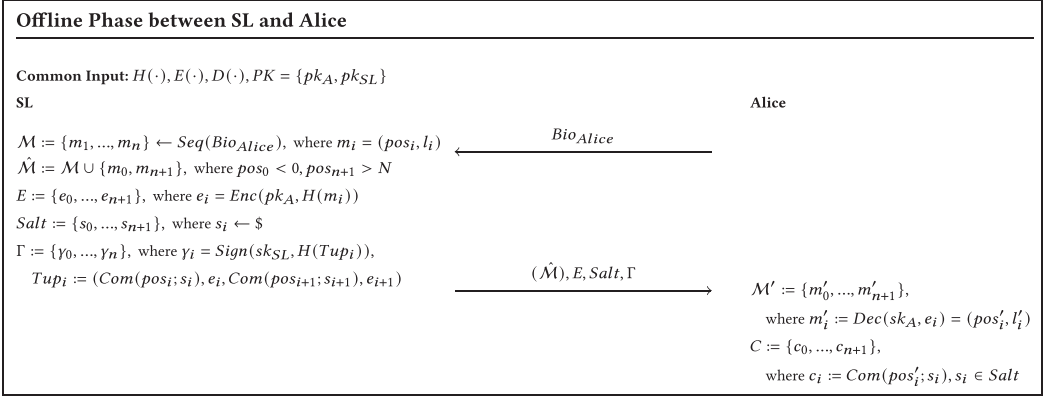 Offline Phase between SL and Alice
Common Input: H(·), E(·), D(·), PK = {pk_A, pk_SL}
SL
Alice
M := {m_1, ..., m_n} ← Seq(Bio_Alice), where m_i = (pos_i, l_i)
Bio_Alice
M̂ := M ∪ {m_0, m_{n+1}}, where pos_0 < 0, pos_{n+1} > N
E := {e_0, ..., e_{n+1}}, where e_i = Enc(pk_A, H(m_i))
Salt := {s_0, ..., s_{n+1}}, where s_i ← $
Γ := {γ_0, ..., γ_n}, where γ_i = Sign(sk_SL, H(Tup_i)),
Tup_i := (Com(pos_i; s_i), e_i, Com(pos_{i+1}; s_{i+1}), e_{i+1})
(M̂), E, Salt, Γ
M′ := {m′_0, ..., m′_{n+1}},
where m′_i := Dec(sk_A, e_i) = (pos′_i, l′_i)
C := {c_0, ..., c_{n+1}},
where c_i := Com(pos′_i; s_i), s_i ∈ Salt